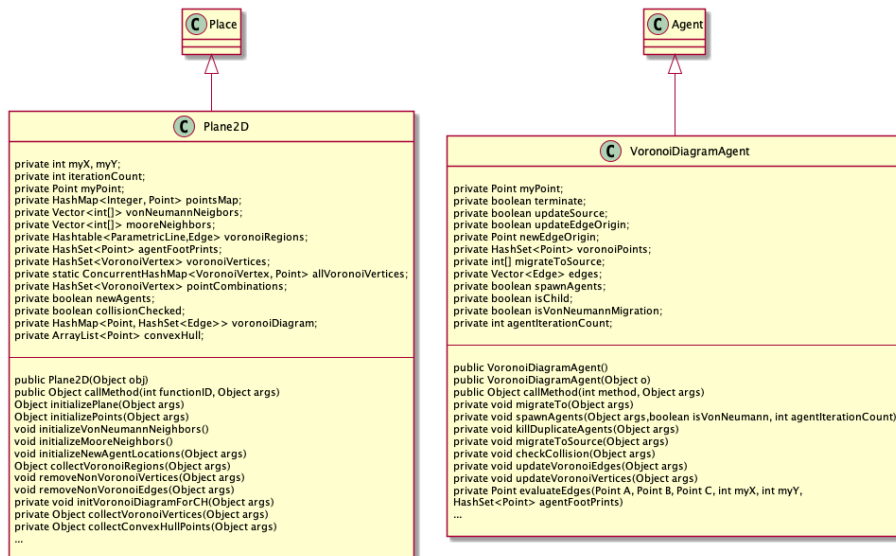 C Place
C Plane2D
private int myX, myY;
private int iterationCount;
private Point myPoint;
private HashMap<Integer, Point> pointsMap;
private Vector<int[]> vonNeumannNeigbors;
private Vector<int[]> mooreNeighbors;
private Hashtable<ParametricLine,Edge> voronoiRegions;
private HashSet<Point> agentFootPrints;
private HashSet<VoronoiVertex> voronoiVertices;
private static ConcurrentHashMap<VoronoiVertex, Point> allVoronoiVertices;
private HashSet<VoronoiVertex> pointCombinations;
private boolean newAgents;
private boolean collisionChecked;
private HashMap<Point, HashSet<Edge>> voronoiDiagram;
private ArrayList<Point> convexHull;
public Plane2D(Object obj)
public Object callMethod(int functionID, Object args)
Object initializePlane(Object args)
Object initializePoints(Object args)
void initializeVonNeumannNeighbors()
void initializeMooreNeighbors()
void initializeNewAgentLocations(Object args)
Object collectVoronoiRegions(Object args)
void removeNonVoronoiVertices(Object args)
void removeNonVoronoiEdges(Object args)
private void initVoronoiDiagramForCH(Object args)
private Object collectVoronoiVertices(Object args)
private Object collectConvexHullPoints(Object args)
...
C Agent
C VoronoiDiagramAgent
private Point myPoint;
private boolean terminate;
private boolean updateSource;
private boolean updateEdgeOrigin;
private Point newEdgeOrigin;
private HashSet<Point> voronoiPoints;
private int[] migrateToSource;
private Vector<Edge> edges;
private boolean spawnAgents;
private boolean isChild;
private boolean isVonNeumannMigration;
private int agentIterationCount;
public VoronoiDiagramAgent()
public VoronoiDiagramAgent(Object o)
public Object callMethod(int method, Object args)
private void migrateTo(Object args)
private void spawnAgents(Object args,boolean isVonNeumann, int agentIterationCount)
private void killDuplicateAgents(Object args)
private void migrateToSource(Object args)
private void checkCollision(Object args)
private void updateVoronoiEdges(Object args)
private void updateVoronoiVertices(Object args)
private Point evaluateEdges(Point A, Point B, Point C, int myX, int myY,
HashSet<Point> agentFootPrints)
...